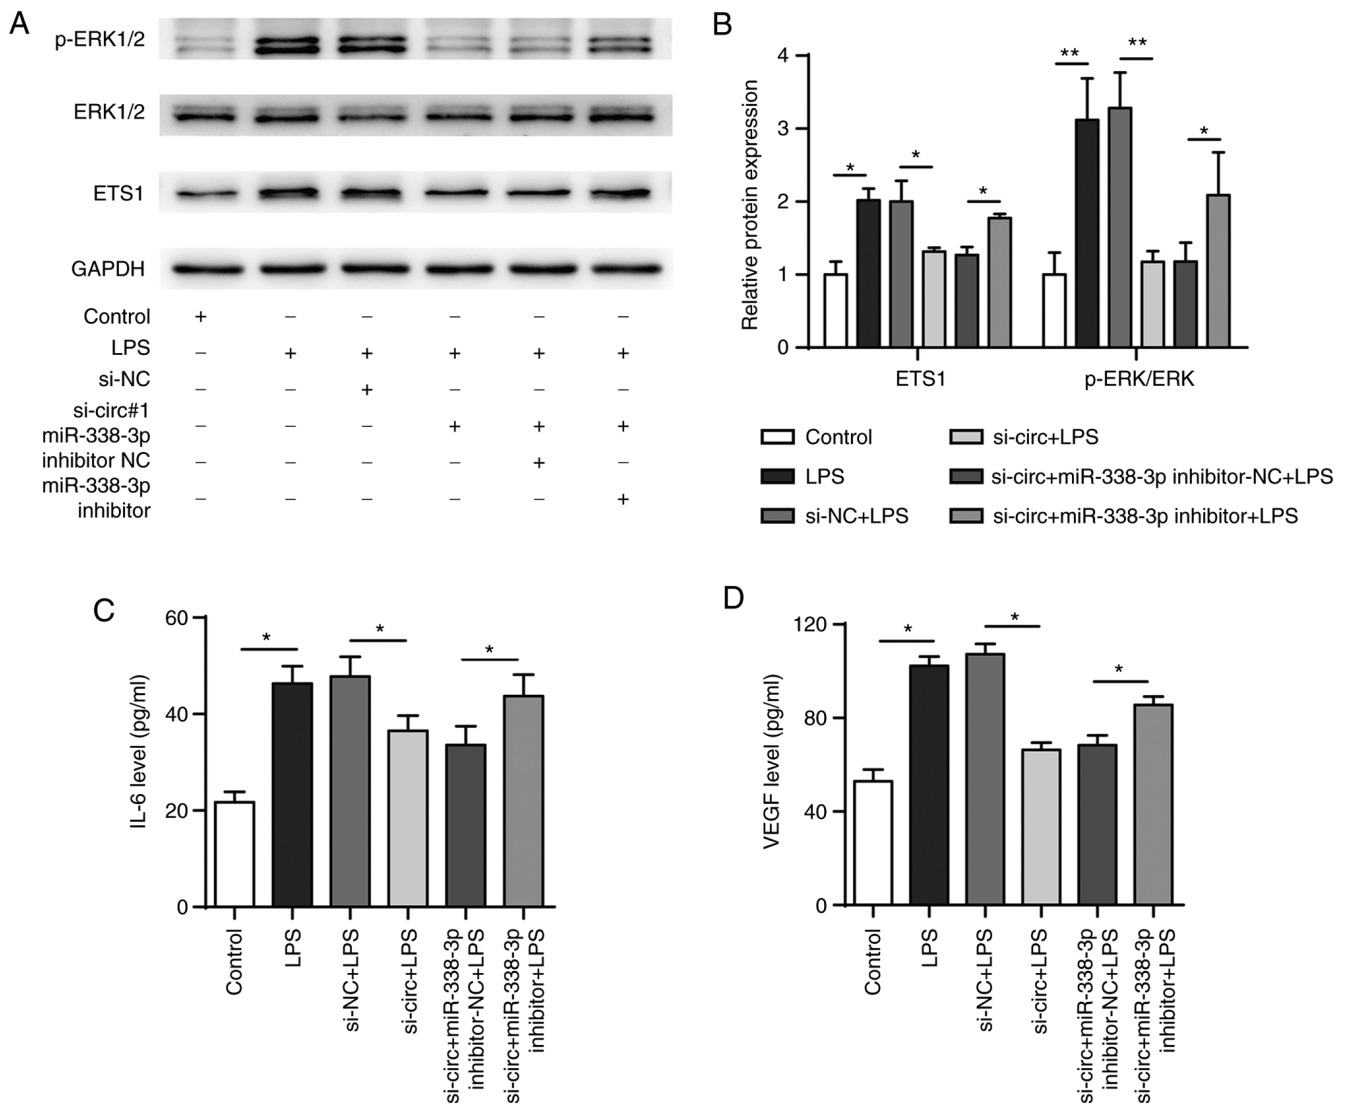 A
p-ERK1/2
ERK1/2
ETS1
GAPDH
Control + – – – – –
LPS – + + + + +
si-NC – – + – – –
si-circ#1 – – – + + +
miR-338-3p
inhibitor NC – – – – + –
miR-338-3p
inhibitor – – – – – +
B
Relative protein expression
4
3
2
1
0
* * * ** ** *
ETS1 p-ERK/ERK
Control
LPS
si-NC+LPS
si-circ+LPS
si-circ+miR-338-3p inhibitor-NC+LPS
si-circ+miR-338-3p inhibitor+LPS
C
IL-6 level (pg/ml)
60
40
20
0
* * *
Control
LPS
si-NC+LPS
si-circ+LPS
si-circ+miR-338-3p
inhibitor-NC+LPS
si-circ+miR-338-3p
inhibitor+LPS
D
VEGF level (pg/ml)
120
80
40
0
* * *
Control
LPS
si-NC+LPS
si-circ+LPS
si-circ+miR-338-3p
inhibitor-NC+LPS
si-circ+miR-338-3p
inhibitor+LPS